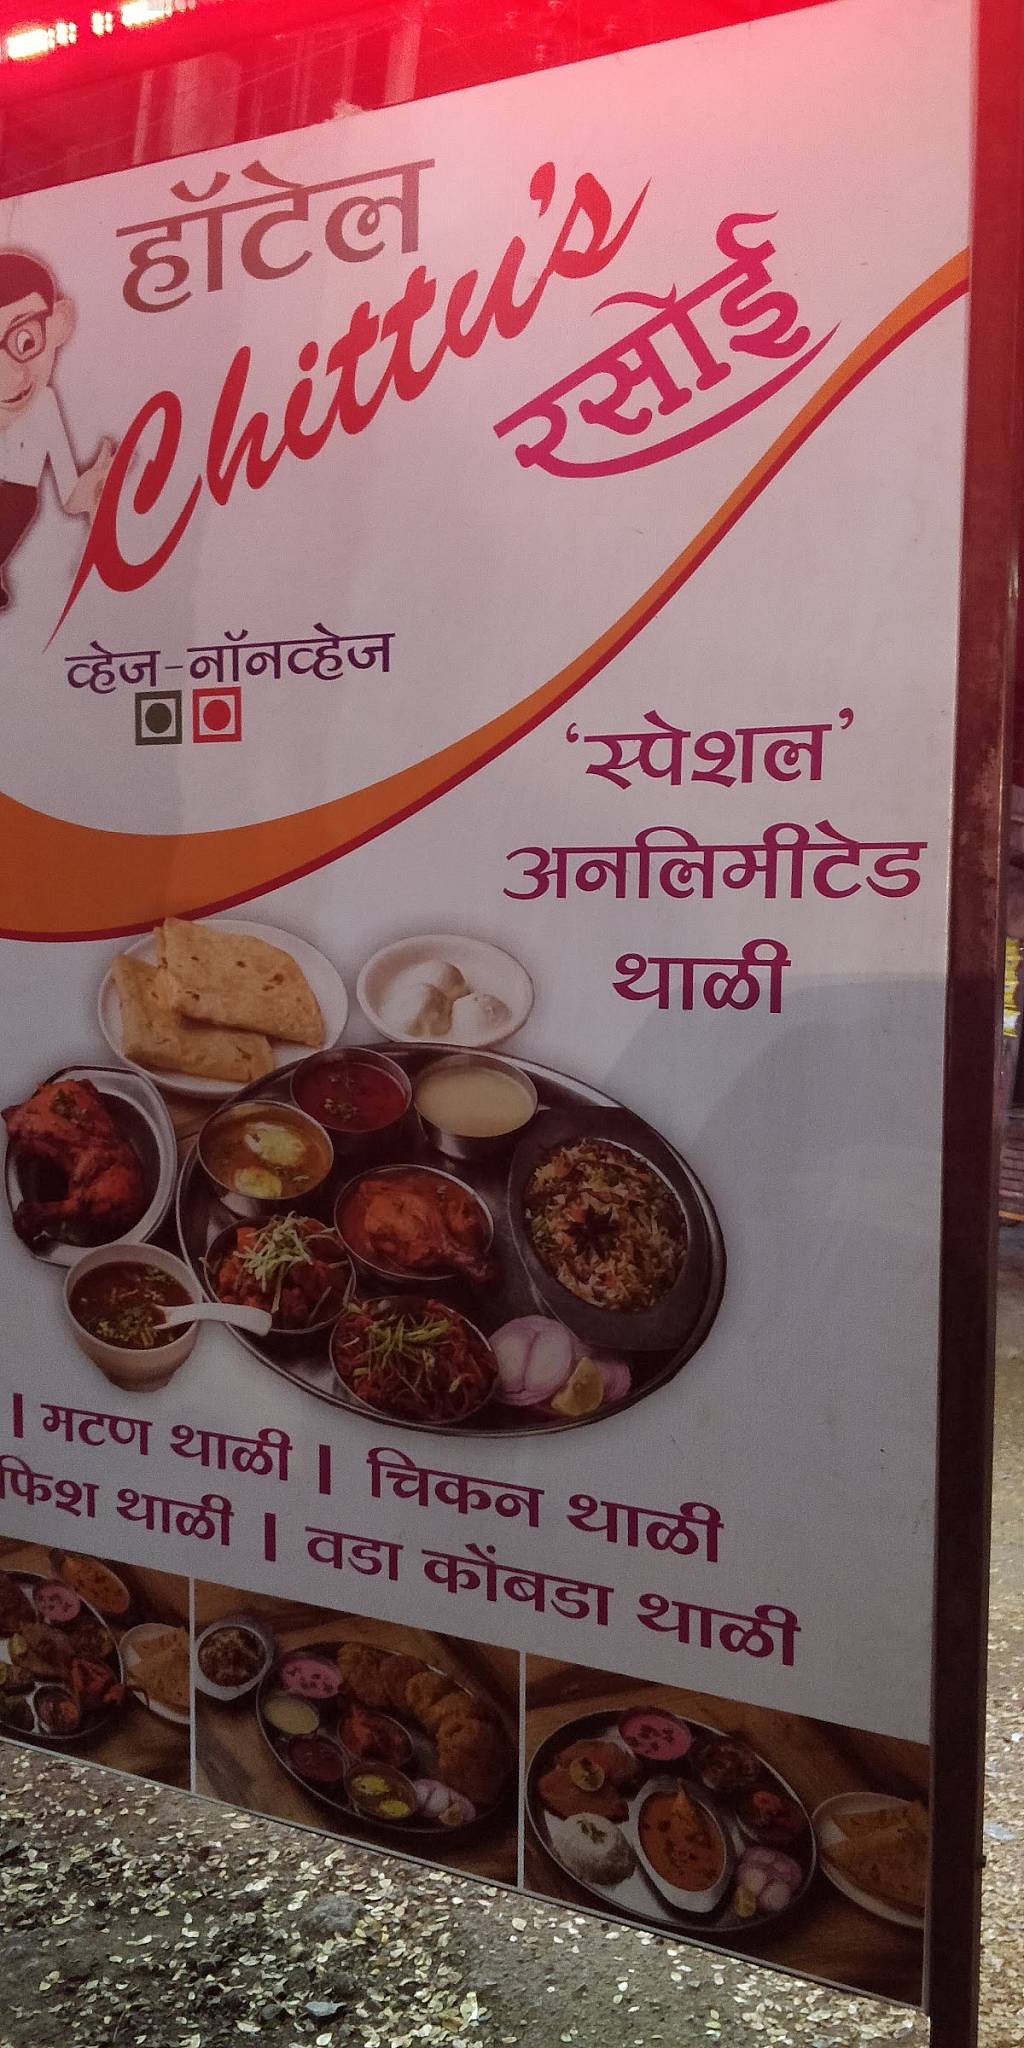 हॉटेल
Chittu's
रसोई
व्हेज-नॉनव्हेज
'स्पेशल'
अनलिमीटेड
थाळी
| मटण थाळी | चिकन थाळी
फिश थाळी | वडा कोंबडा थाळी